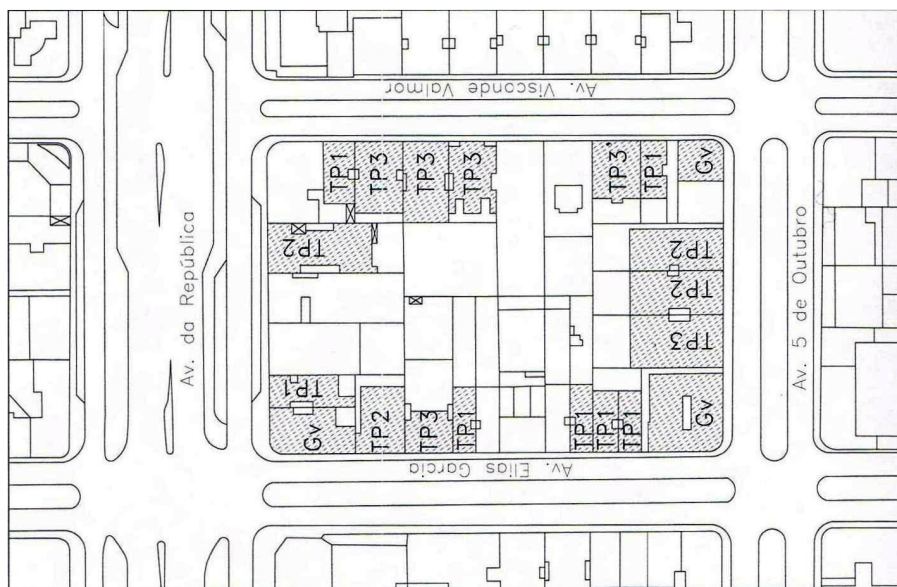 Av. Visconde Valmor
TP1
TP3
TP3
TP3
TP3
TP1
Gv
TP2
TP2
TP2
TP3
Av. da República
Av. 5 de Outubro
TP1
Gv
TP2
TP3
TP1
TP1
TP1
TP1
Gv
Av. Elias Garcia